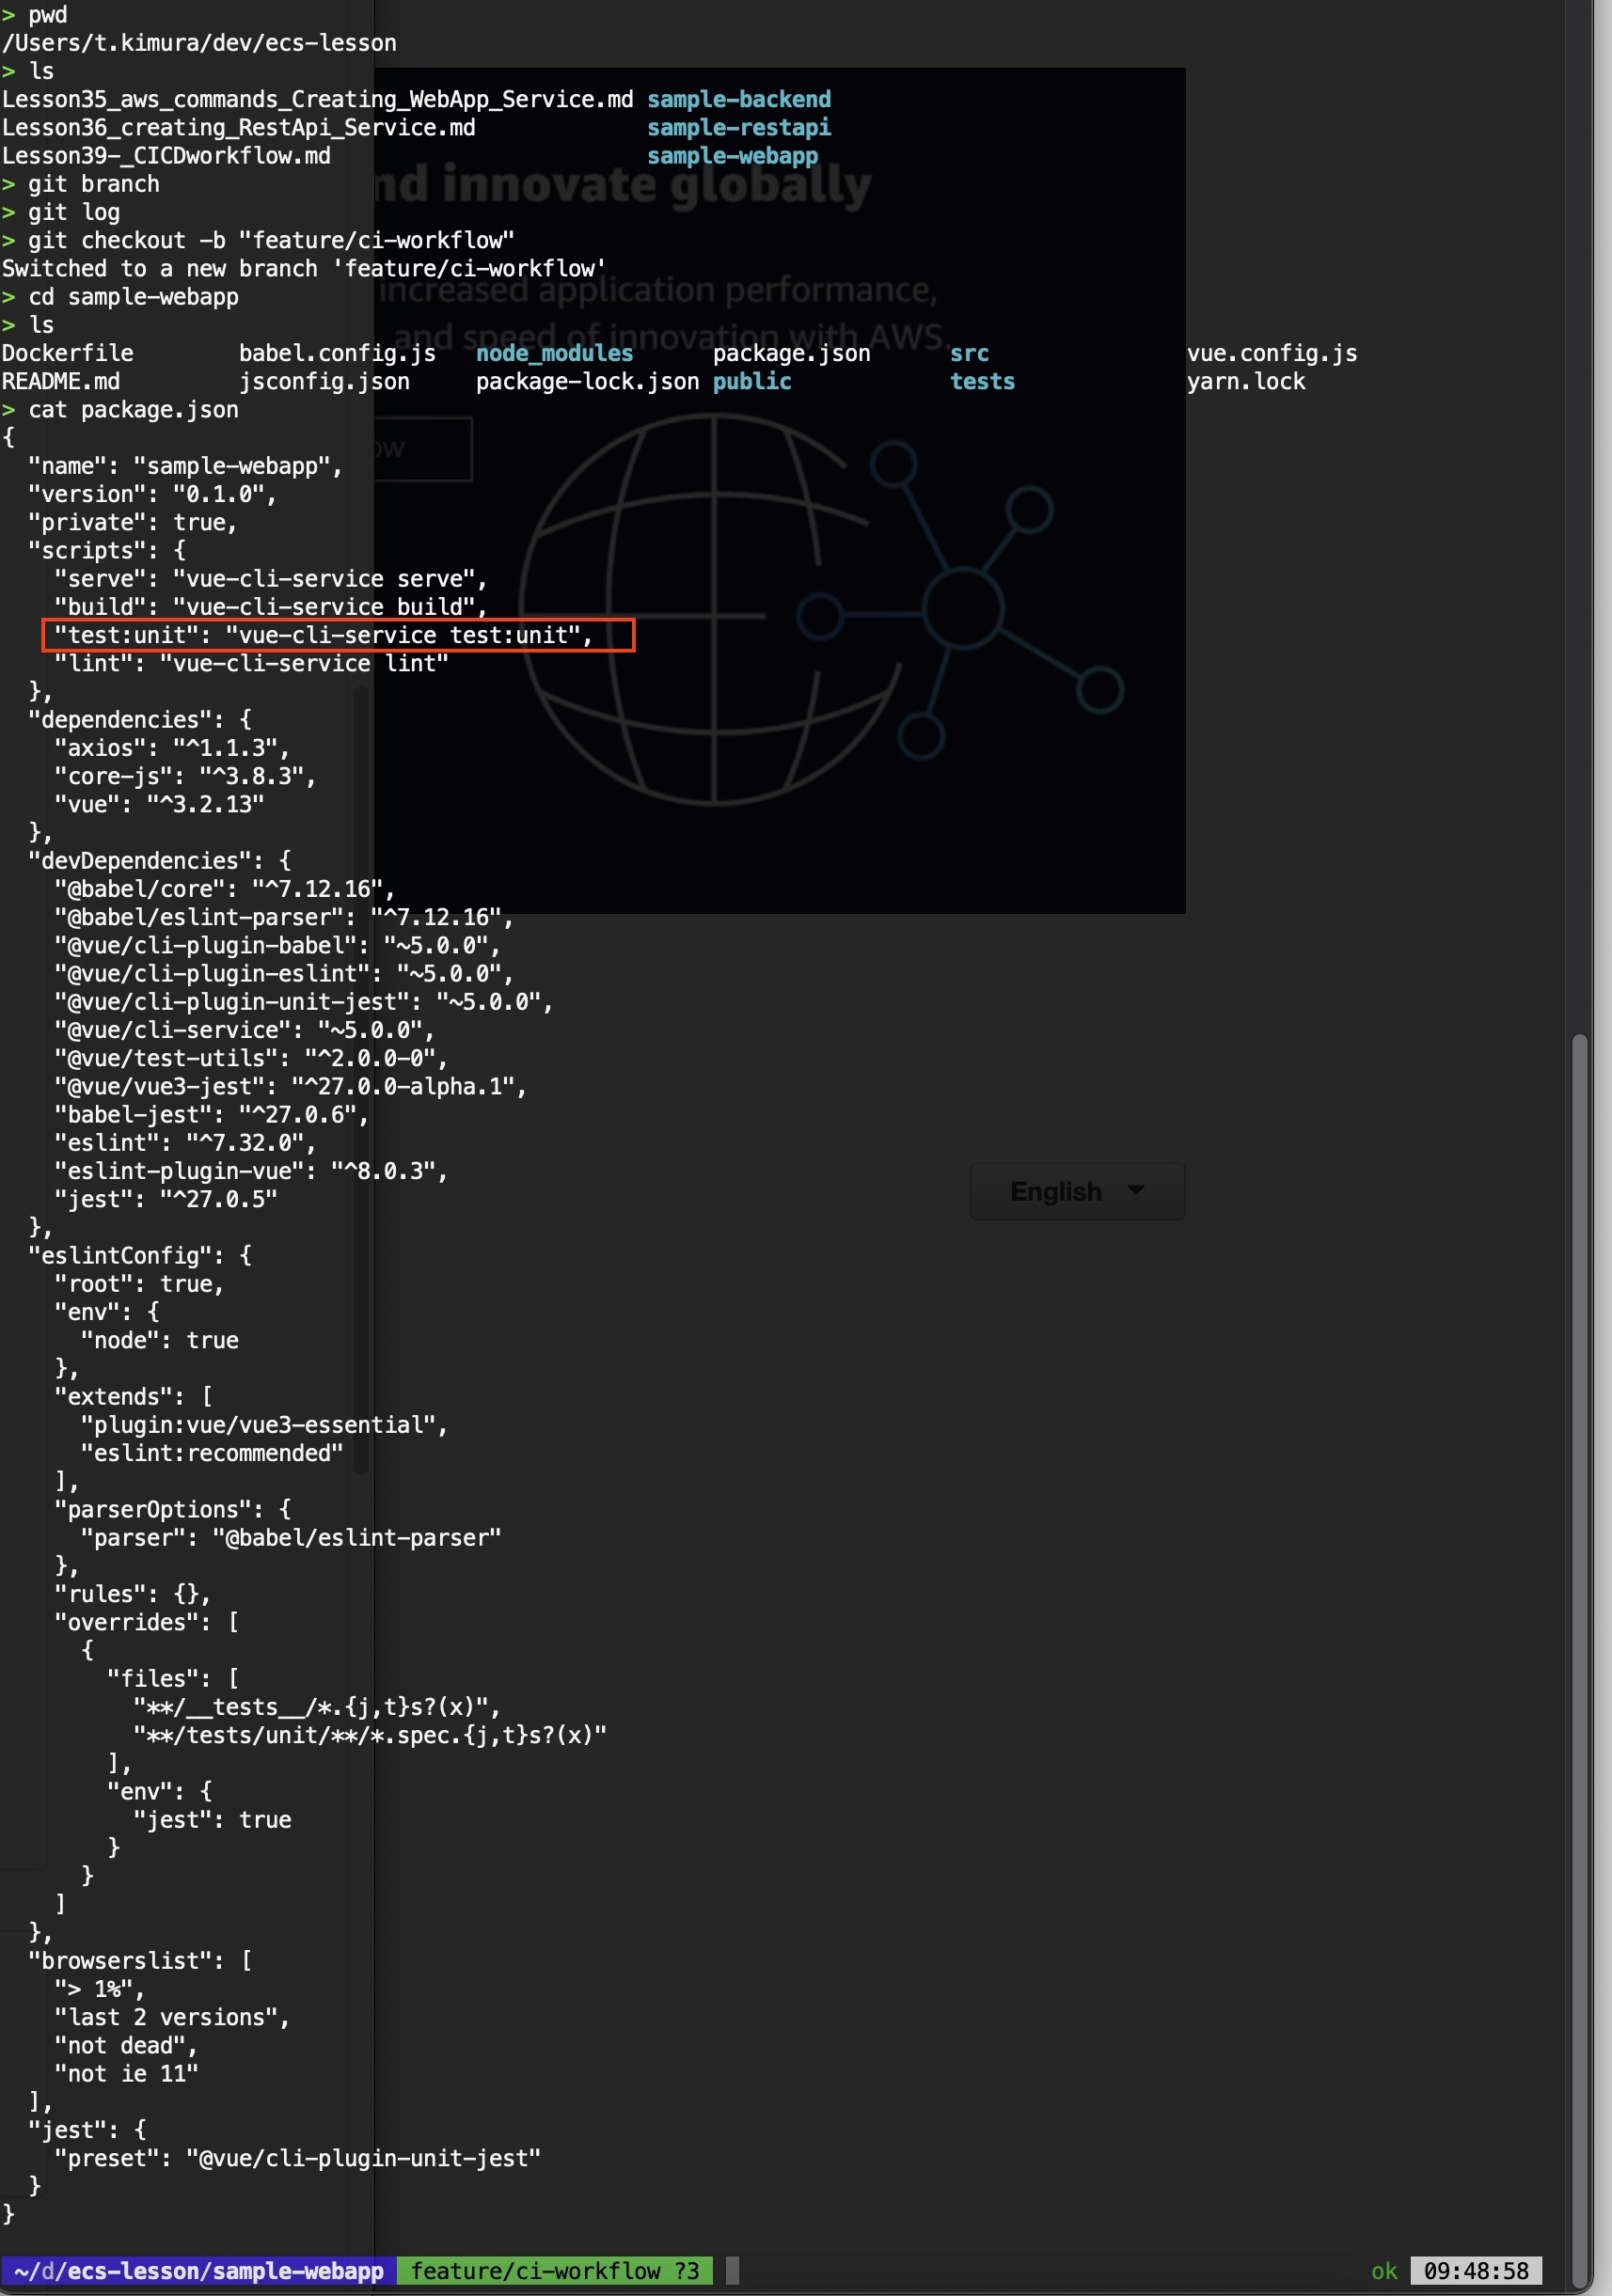 > pwd
/Users/t.kimura/dev/ecs-lesson
> ls
Lesson35_aws_commands_Creating_WebApp_Service.md sample-backend
Lesson36_creating_RestApi_Service.md sample-restapi
Lesson39-_CICDworkflow.md sample-webapp
> git branch
nd innovate globally
> git log
> git checkout -b "feature/ci-workflow"
Switched to a new branch 'feature/ci-workflow'
increased application performance,
> cd sample-webapp
> ls
and speed of innovation with AWS.
Dockerfile babel.config.js node_modules package.json src vue.config.js
README.md jsconfig.json package-lock.json public tests yarn.lock
> cat package.json
{
ow
"name": "sample-webapp",
"version": "0.1.0",
"private": true,
"scripts": {
"serve": "vue-cli-service serve",
"build": "vue-cli-service build",
"test:unit": "vue-cli-service test:unit",
"lint": "vue-cli-service lint"
},
"dependencies": {
"axios": "^1.1.3",
"core-js": "^3.8.3",
"vue": "^3.2.13"
},
"devDependencies": {
"@babel/core": "^7.12.16",
"@babel/eslint-parser": "^7.12.16",
"@vue/cli-plugin-babel": "~5.0.0",
"@vue/cli-plugin-eslint": "~5.0.0",
"@vue/cli-plugin-unit-jest": "~5.0.0",
"@vue/cli-service": "~5.0.0",
"@vue/test-utils": "^2.0.0-0",
"@vue/vue3-jest": "^27.0.0-alpha.1",
"babel-jest": "^27.0.6",
"eslint": "^7.32.0",
"eslint-plugin-vue": "^8.0.3",
"jest": "^27.0.5"
English
},
"eslintConfig": {
"root": true,
"env": {
"node": true
},
"extends": [
"plugin:vue/vue3-essential",
"eslint:recommended"
],
"parserOptions": {
"parser": "@babel/eslint-parser"
},
"rules": {},
"overrides": [
{
"files": [
"**/__tests__/*.{j,t}s?(x)",
"**/tests/unit/**/*.spec.{j,t}s?(x)"
],
"env": {
"jest": true
}
}
]
},
"browserslist": [
"> 1%",
"last 2 versions",
"not dead",
"not ie 11"
],
"jest": {
"preset": "@vue/cli-plugin-unit-jest"
}
}
~/d/ecs-lesson/sample-webapp feature/ci-workflow ?3 ok 09:48:58